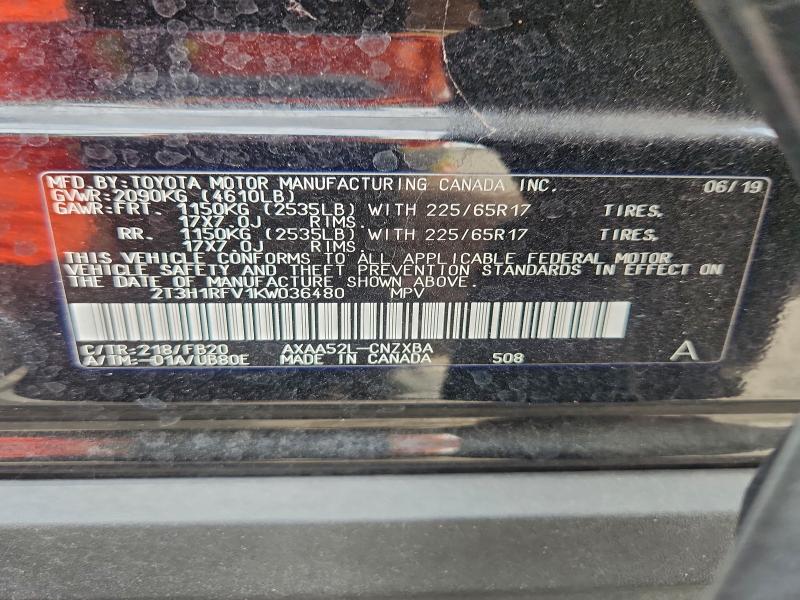 MFD.BY:TOYOTA MOTOR MANUFACTURING CANADA INC. 06/19
GVWR:2090KG (4610LB)
GAWR:FRT. 1150KG (2535LB) WITH 225/65R17 TIRES,
17X7.0J RIMS.
RR. 1150KG (2535LB) WITH 225/65R17 TIRES,
17X7.0J RIMS.
THIS VEHICLE CONFORMS TO ALL APPLICABLE FEDERAL MOTOR
VEHICLE SAFETY AND THEFT PREVENTION STANDARDS IN EFFECT ON
THE DATE OF MANUFACTURE SHOWN ABOVE.
2T3H1RFV1KW036480 MPV
C/TR:218/FB20 AXAA52L-CNZXBA
A/TM:-01A/UB80E MADE IN CANADA 508 A